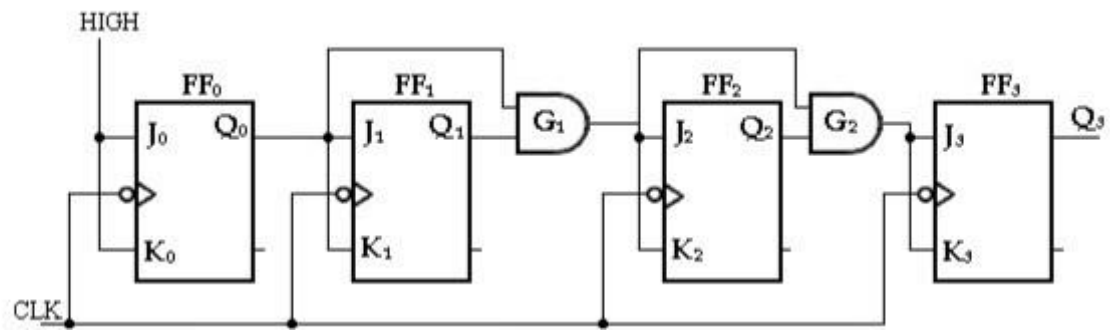 HIGH
FF₀ FF₁ FF₂ FF₃
J₀ Q₀ J₁ Q₁ G₁ J₂ Q₂ G₂ J₃ Q₃
K₀ K₁ K₂ K₃
CLK